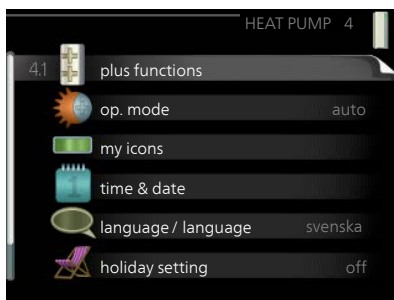 HEAT PUMP 4
4.1 plus functions
op. mode auto
my icons
time & date
language / language svenska
holiday setting off